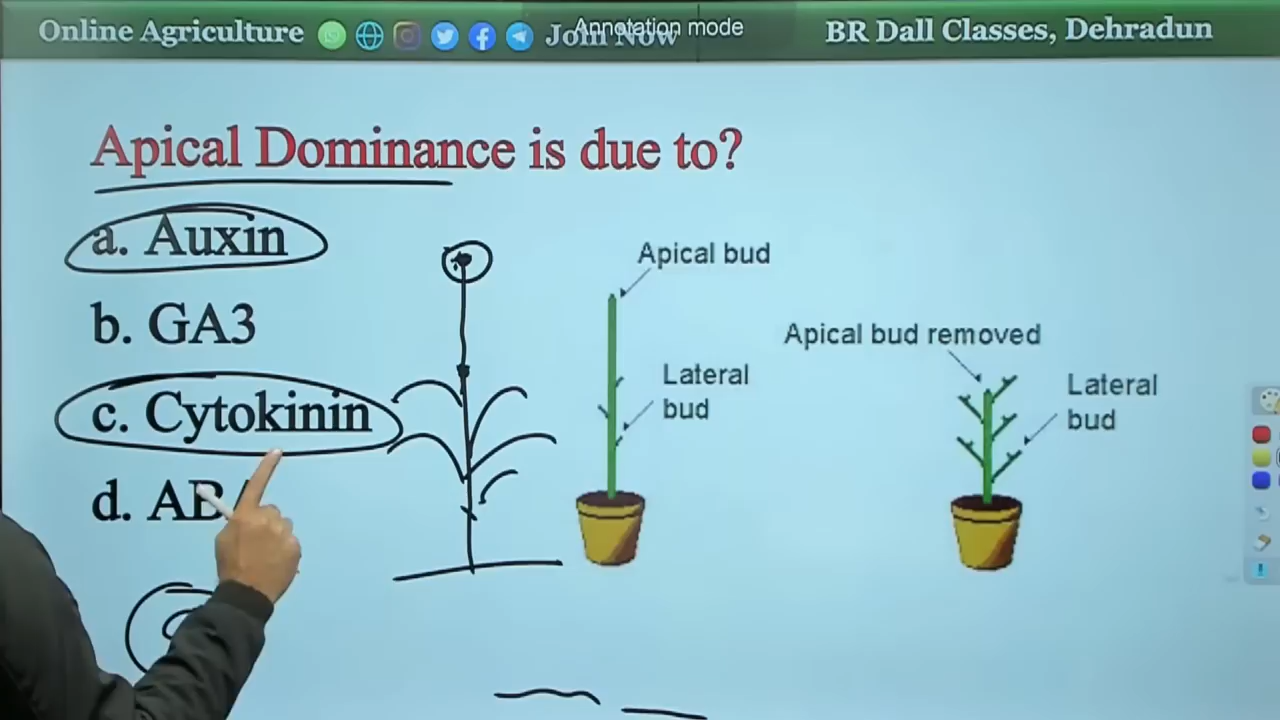 Online Agriculture Join Now BR Dall Classes, Dehradun
Annotation mode
Apical Dominance is due to?
a. Auxin
b. GA3
c. Cytokinin
d. ABA
Apical bud
Lateral
bud
Apical bud removed
Lateral
bud